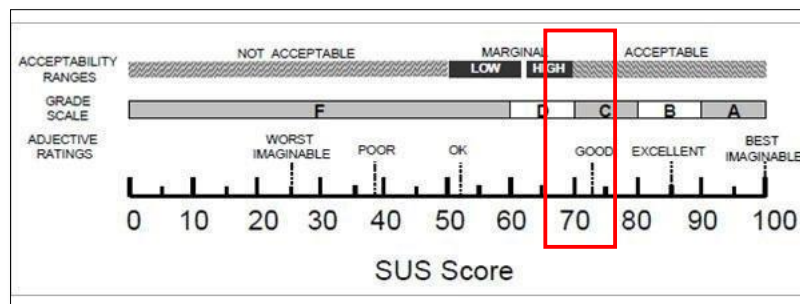 NOT ACCEPTABLE MARGINAL ACCEPTABLE
ACCEPTABILITY
RANGES
LOW HIGH
GRADE
SCALE
F D C B A
ADJECTIVE
RATINGS
WORST
IMAGINABLE
POOR OK GOOD EXCELLENT
BEST
IMAGINABLE
0 10 20 30 40 50 60 70 80 90 100
SUS Score